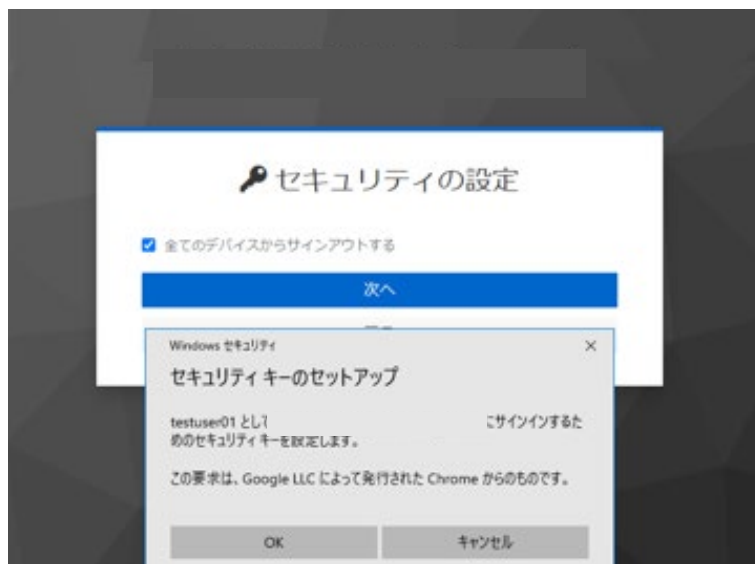 セキュリティの設定
全てのデバイスからサインアウトする
次へ
Windows セキュリティ
セキュリティ キーのセットアップ
testuser01 として にサインインするた
めのセキュリティ キーを設定します。
この要求は、Google LLC によって発行された Chrome からのものです。
OK
キャンセル